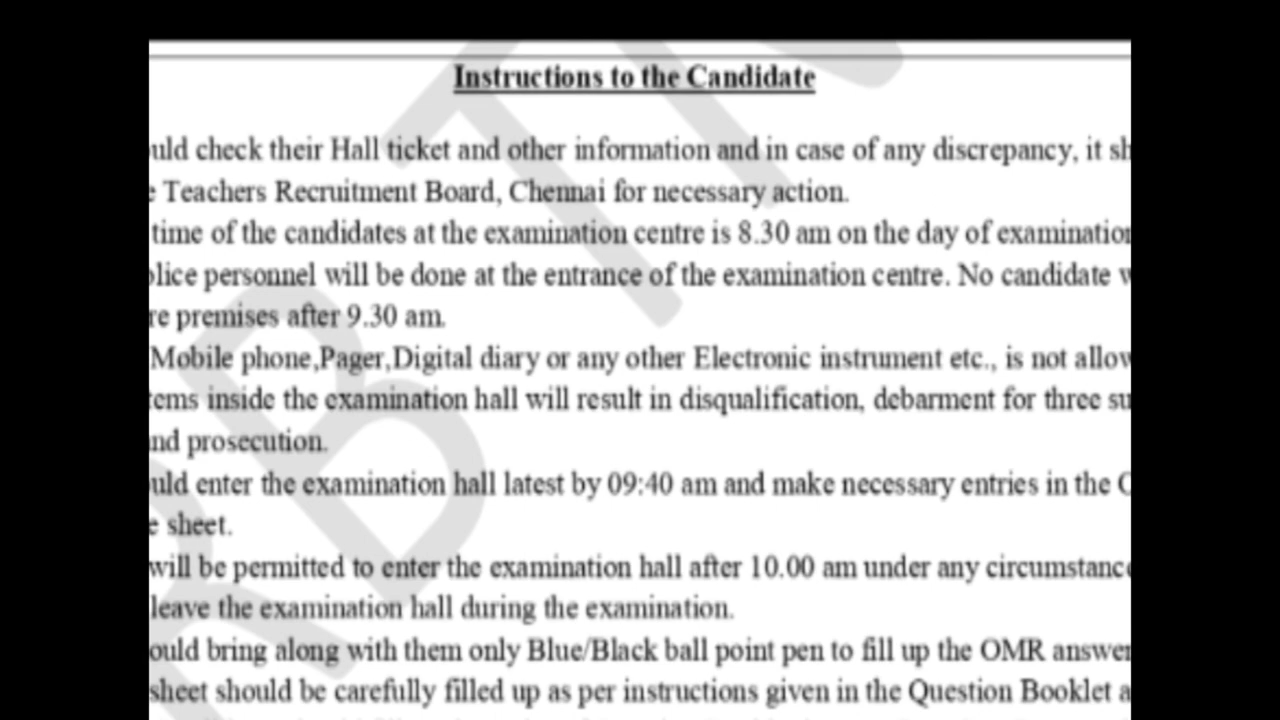 Instructions to the Candidate
uld check their Hall ticket and other information and in case of any discrepancy, it sh
e Teachers Recruitment Board, Chennai for necessary action.
time of the candidates at the examination centre is 8.30 am on the day of examination
olice personnel will be done at the entrance of the examination centre. No candidate w
re premises after 9.30 am.
Mobile phone,Pager,Digital diary or any other Electronic instrument etc., is not allow
tems inside the examination hall will result in disqualification, debarment for three su
nd prosecution.
uld enter the examination hall latest by 09:40 am and make necessary entries in the O
e sheet.
will be permitted to enter the examination hall after 10.00 am under any circumstance
leave the examination hall during the examination.
ould bring along with them only Blue/Black ball point pen to fill up the OMR answer
sheet should be carefully filled up as per instructions given in the Question Booklet a